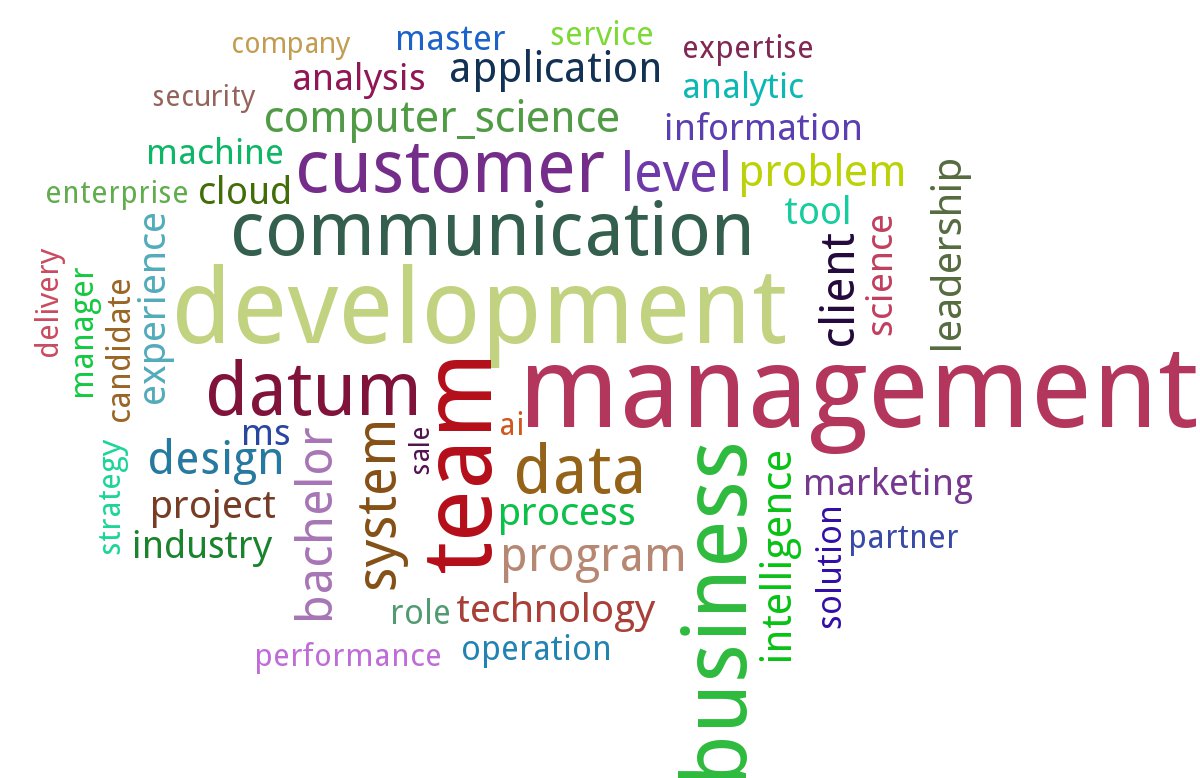 company
master
service
expertise
analysis
application
analytic
security
computer_science
information
machine
customer
level
problem
enterprise
cloud
communication
tool
leadership
delivery
manager
candidate
experience
development
client
science
datum
team
management
ms
ai
strategy
design
bachelor
system
sale
data
business
intelligence
marketing
project
process
solution
partner
industry
program
role
technology
performance
operation